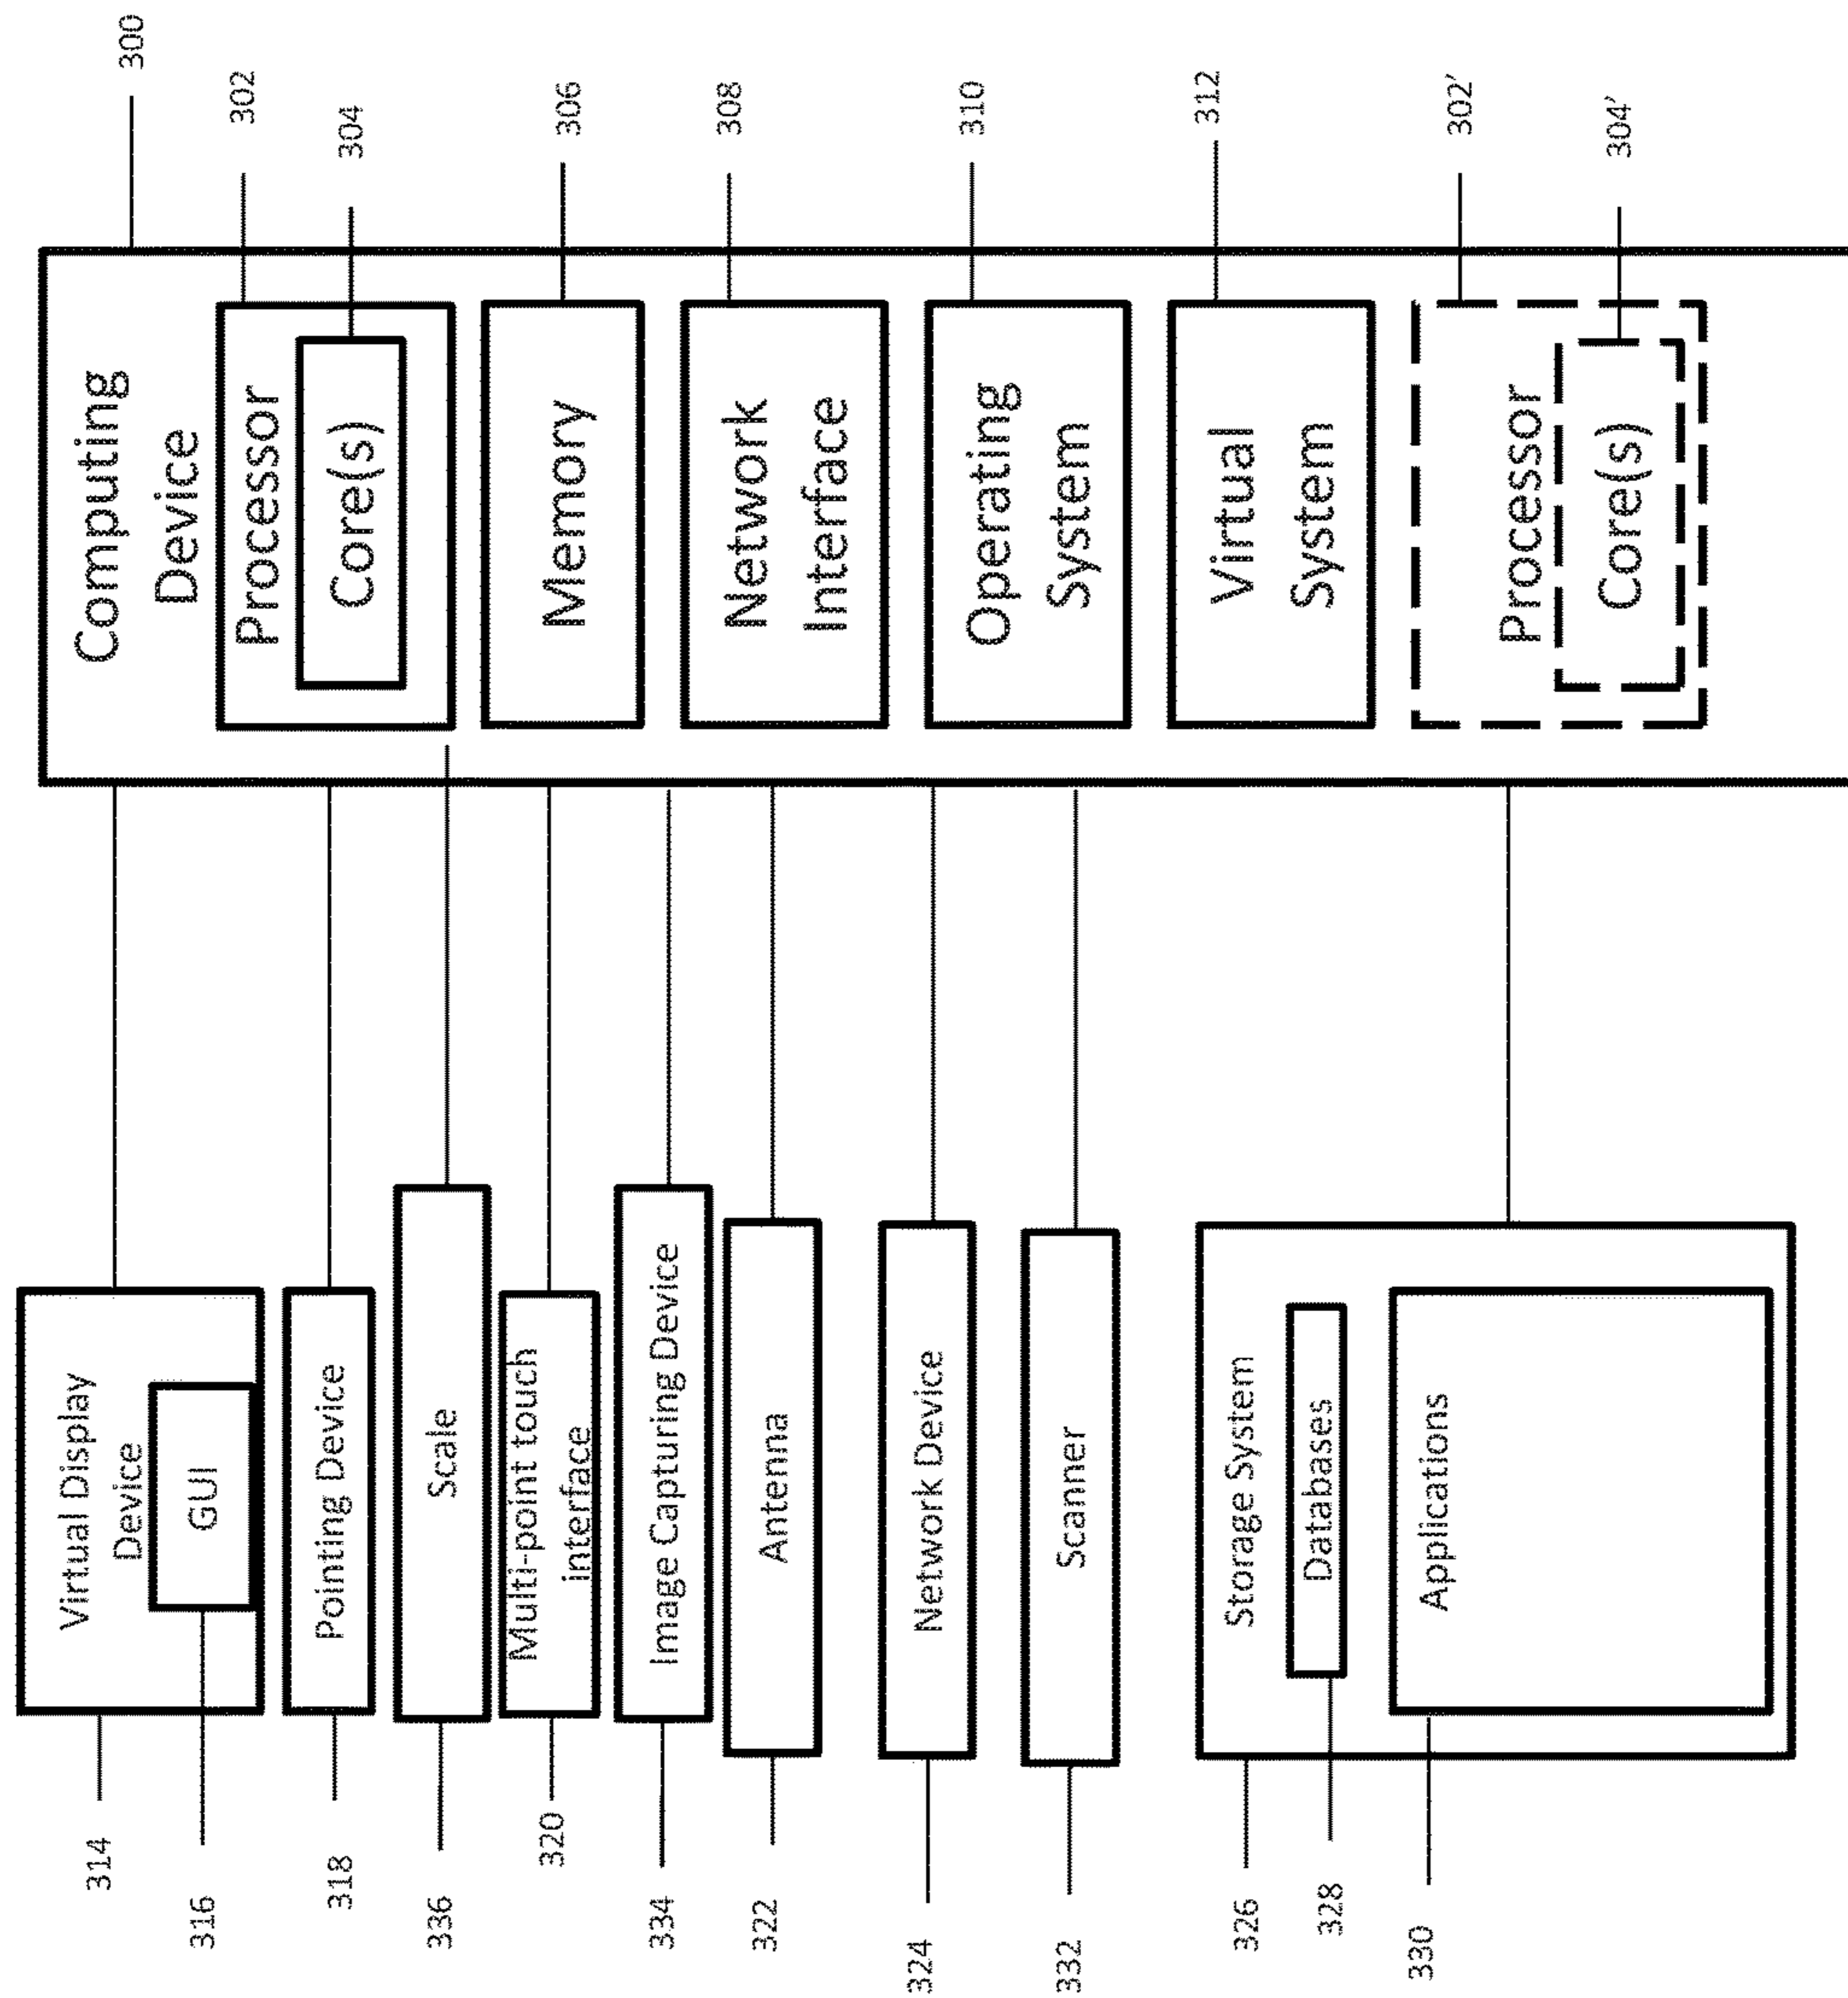 314
Virtual Display
Device
316
GUI
318
Pointing Device
336
Scale
320
Multi-point touch
interface
334
Image Capturing Device
322
Antenna
324
Network Device
332
Scanner
326
Storage System
328
Databases
330
Applications
Computing
Device
300
Processor
302
Core(s)
304
Memory
306
Network
Interface
308
Operating
System
310
Virtual
System
312
Processor
302’
Core(s)
304’